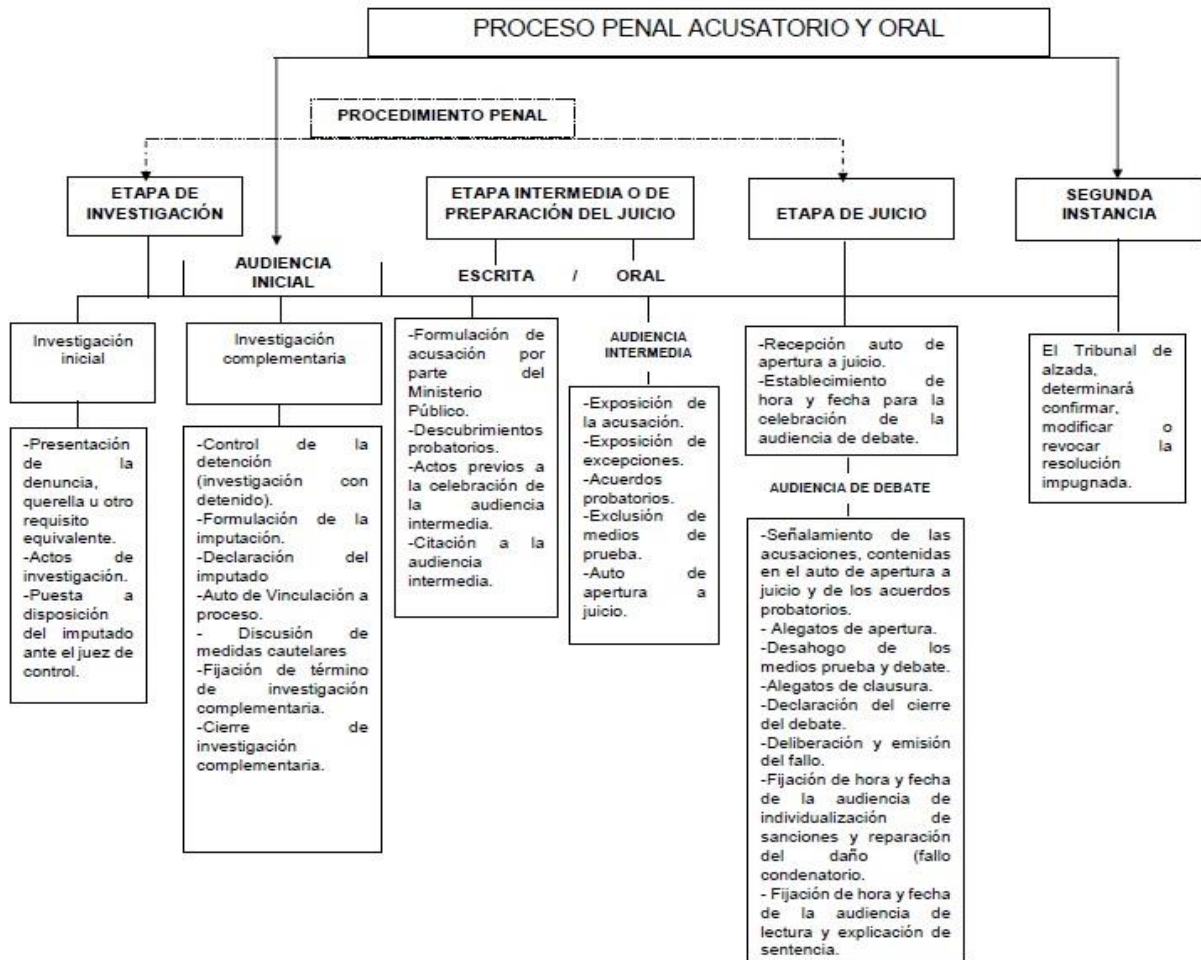 PROCESO PENAL ACUSATORIO Y ORAL
PROCEDIMIENTO PENAL
ETAPA DE
INVESTIGACIÓN
ETAPA INTERMEDIA O DE
PREPARACIÓN DEL JUICIO
ETAPA DE JUICIO
SEGUNDA
INSTANCIA
AUDIENCIA
INICIAL
ESCRITA / ORAL
Investigación
inicial
-Presentación
de la
denuncia,
querella u otro
requisito
equivalente.
-Actos de
investigación.
-Puesta a
disposición
del imputado
ante el juez de
control.
Investigación
complementaria
-Control de la
detención
(investigación con
detenido).
-Formulación de la
imputación.
-Declaración del
imputado
-Auto de Vinculación a
proceso.
- Discusión de
medidas cautelares
-Fijación de término
de investigación
complementaria.
-Cierre de
investigación
complementaria.
-Formulación de
acusación por
parte del
Ministerio
Público.
-Descubrimientos
probatorios.
-Actos previos a
la celebración de
la audiencia
intermedia.
-Citación a la
audiencia
intermedia.
AUDIENCIA
INTERMEDIA
-Exposición de
la acusación.
-Exposición de
excepciones.
-Acuerdos
probatorios.
-Exclusión de
medios de
prueba.
-Auto de
apertura a
juicio.
-Recepción auto de
apertura a juicio.
-Establecimiento de
hora y fecha para la
celebración de la
audiencia de debate.
AUDIENCIA DE DEBATE
-Señalamiento de las
acusaciones, contenidas
en el auto de apertura a
juicio y de los acuerdos
probatorios.
- Alegatos de apertura.
-Desahogo de los
medios prueba y debate.
-Alegatos de clausura.
-Declaración del cierre
del debate.
-Deliberación y emisión
del fallo.
-Fijación de hora y fecha
de la audiencia de
individualización de
sanciones y reparación
del daño (fallo
condenatorio.
- Fijación de hora y fecha
de la audiencia de
lectura y explicación de
sentencia.
El Tribunal de
alzada,
determinará
confirmar,
modificar o
revocar la
resolución
impugnada.